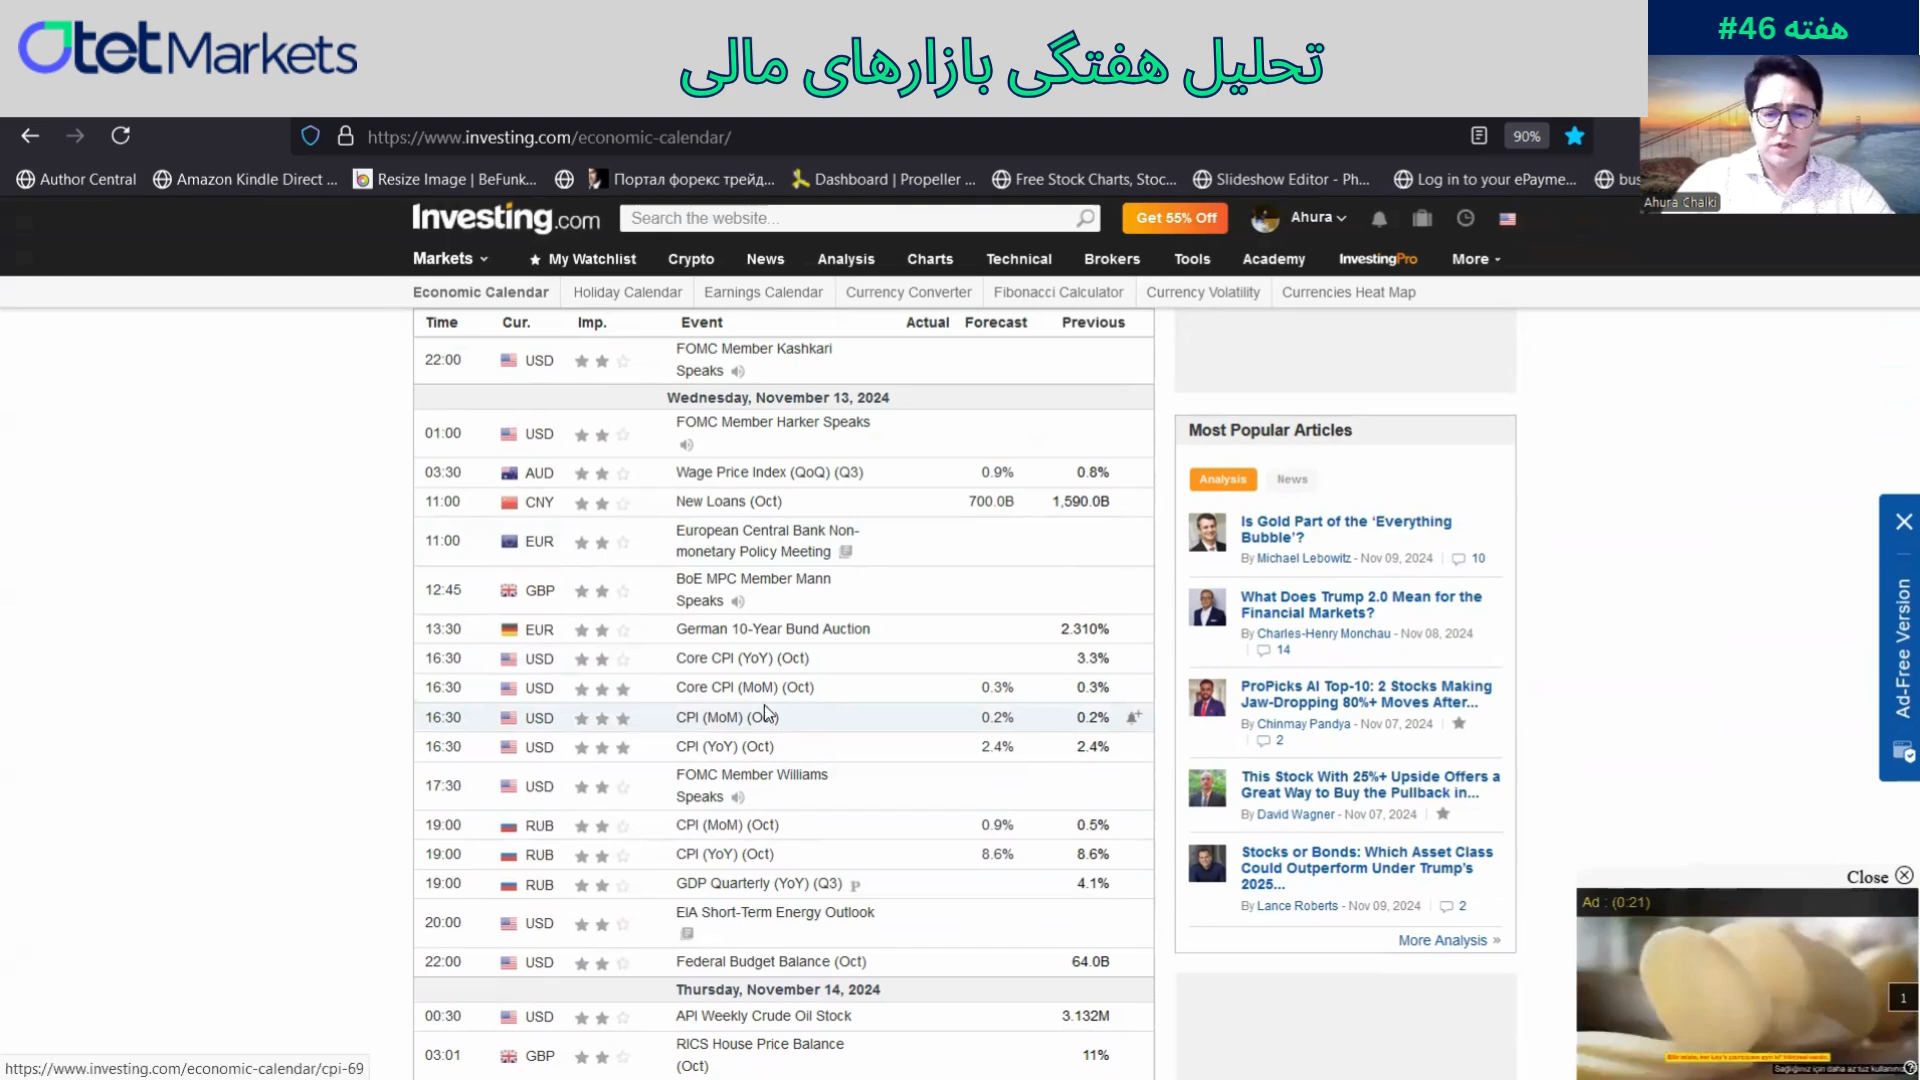 Otet Markets
تحلیل هفتگی بازارهای مالی
هفته 46#
https://www.investing.com/economic-calendar/
90%
Author Central
Amazon Kindle Direct ...
Resize Image | BeFunk...
Портал форекс трейд...
Dashboard | Propeller ...
Free Stock Charts, Stoc...
Slideshow Editor - Ph...
Log in to your ePayme...
bus
Ahura Chalki
Investing.com
Search the website...
Get 55% Off
Ahura
Markets
My Watchlist
Crypto
News
Analysis
Charts
Technical
Brokers
Tools
Academy
InvestingPro
More
Economic Calendar
Holiday Calendar
Earnings Calendar
Currency Converter
Fibonacci Calculator
Currency Volatility
Currencies Heat Map
Time Cur. Imp. Event Actual Forecast Previous
22:00 USD FOMC Member Kashkari
Speaks
Wednesday, November 13, 2024
01:00 USD FOMC Member Harker Speaks
03:30 AUD Wage Price Index (QoQ) (Q3) 0.9% 0.8%
11:00 CNY New Loans (Oct) 700.0B 1,590.0B
11:00 EUR European Central Bank Non-
monetary Policy Meeting
12:45 GBP BoE MPC Member Mann
Speaks
13:30 EUR German 10-Year Bund Auction 2.310%
16:30 USD Core CPI (YoY) (Oct) 3.3%
16:30 USD Core CPI (MoM) (Oct) 0.3% 0.3%
16:30 USD CPI (MoM) (Oct) 0.2% 0.2%
16:30 USD CPI (YoY) (Oct) 2.4% 2.4%
17:30 USD FOMC Member Williams
Speaks
19:00 RUB CPI (MoM) (Oct) 0.9% 0.5%
19:00 RUB CPI (YoY) (Oct) 8.6% 8.6%
19:00 RUB GDP Quarterly (YoY) (Q3) P 4.1%
20:00 USD EIA Short-Term Energy Outlook
22:00 USD Federal Budget Balance (Oct) 64.0B
Thursday, November 14, 2024
00:30 USD API Weekly Crude Oil Stock 3.132M
03:01 GBP RICS House Price Balance
(Oct) 11%
Most Popular Articles
Analysis News
Is Gold Part of the ‘Everything
Bubble’?
By Michael Lebowitz - Nov 09, 2024 10
What Does Trump 2.0 Mean for the
Financial Markets?
By Charles-Henry Monchau - Nov 08, 2024
14
ProPicks AI Top-10: 2 Stocks Making
Jaw-Dropping 80%+ Moves After...
By Chinmay Pandya - Nov 07, 2024
2
This Stock With 25%+ Upside Offers a
Great Way to Buy the Pullback in...
By David Wagner - Nov 07, 2024
Stocks or Bonds: Which Asset Class
Could Outperform Under Trump's
2025...
By Lance Roberts - Nov 09, 2024 2
More Analysis »
Ad-Free Version
Close
Ad : (0:21)
1
https://www.investing.com/economic-calendar/cpi-69